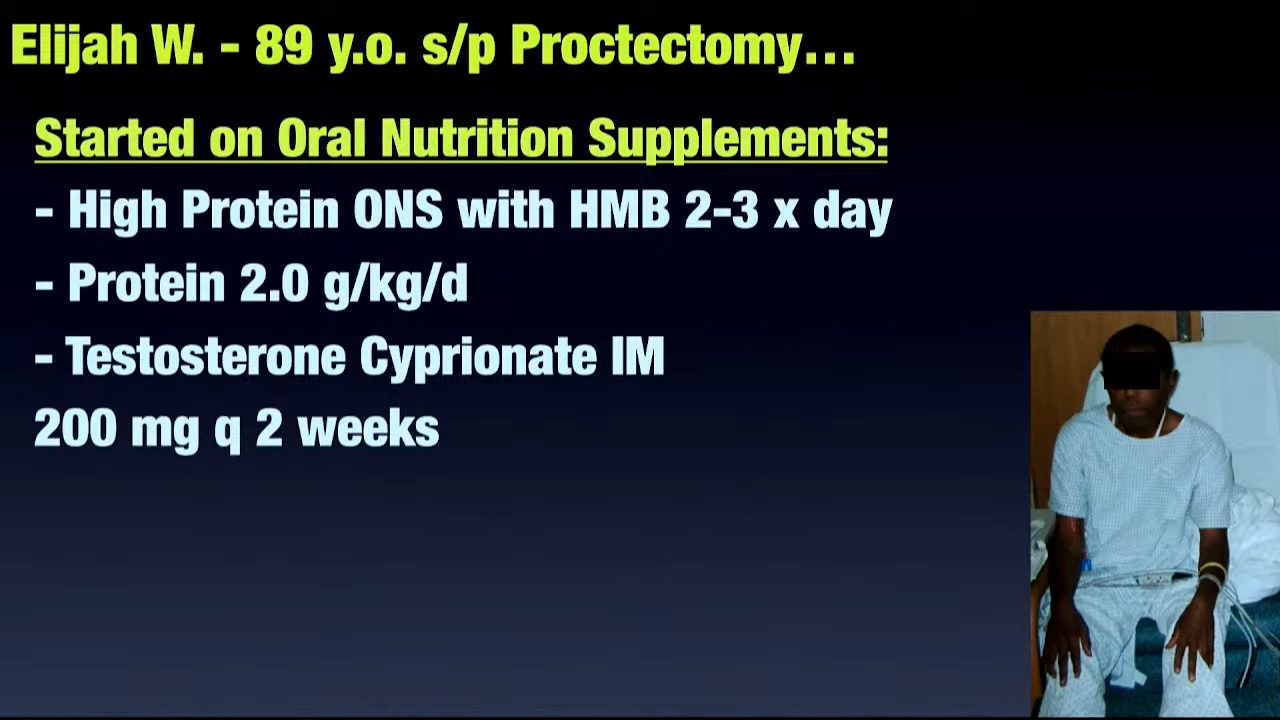 Elijah W. - 89 y.o. s/p Proctectomy…
Started on Oral Nutrition Supplements:
- High Protein ONS with HMB 2-3 x day
- Protein 2.0 g/kg/d
- Testosterone Cyprionate IM
200 mg q 2 weeks